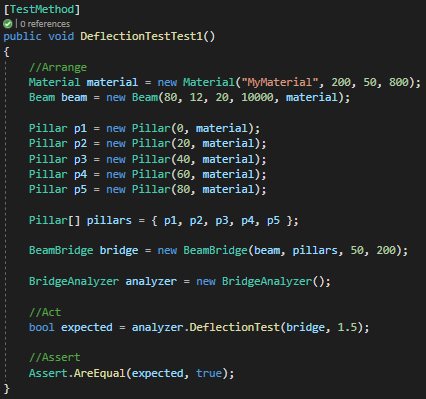 [TestMethod]
0 references
public void DeflectionTestTest1()
{
//Arrange
Material material = new Material("MyMaterial", 200, 50, 800);
Beam beam = new Beam(80, 12, 20, 10000, material);
Pillar p1 = new Pillar(0, material);
Pillar p2 = new Pillar(20, material);
Pillar p3 = new Pillar(40, material);
Pillar p4 = new Pillar(60, material);
Pillar p5 = new Pillar(80, material);
Pillar[] pillars = { p1, p2, p3, p4, p5 };
BeamBridge bridge = new BeamBridge(beam, pillars, 50, 200);
BridgeAnalyzer analyzer = new BridgeAnalyzer();
//Act
bool expected = analyzer.DeflectionTest(bridge, 1.5);
//Assert
Assert.AreEqual(expected, true);
}